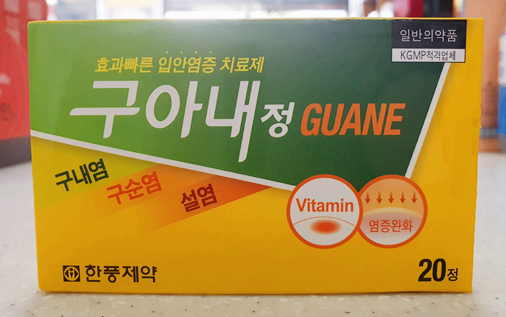 일반의약품
KGMP적격업체
효과빠른 입안염증 치료제
구아내정 GUANE
구내염
구순염
설염
Vitamin
염증완화
한풍제약
20정